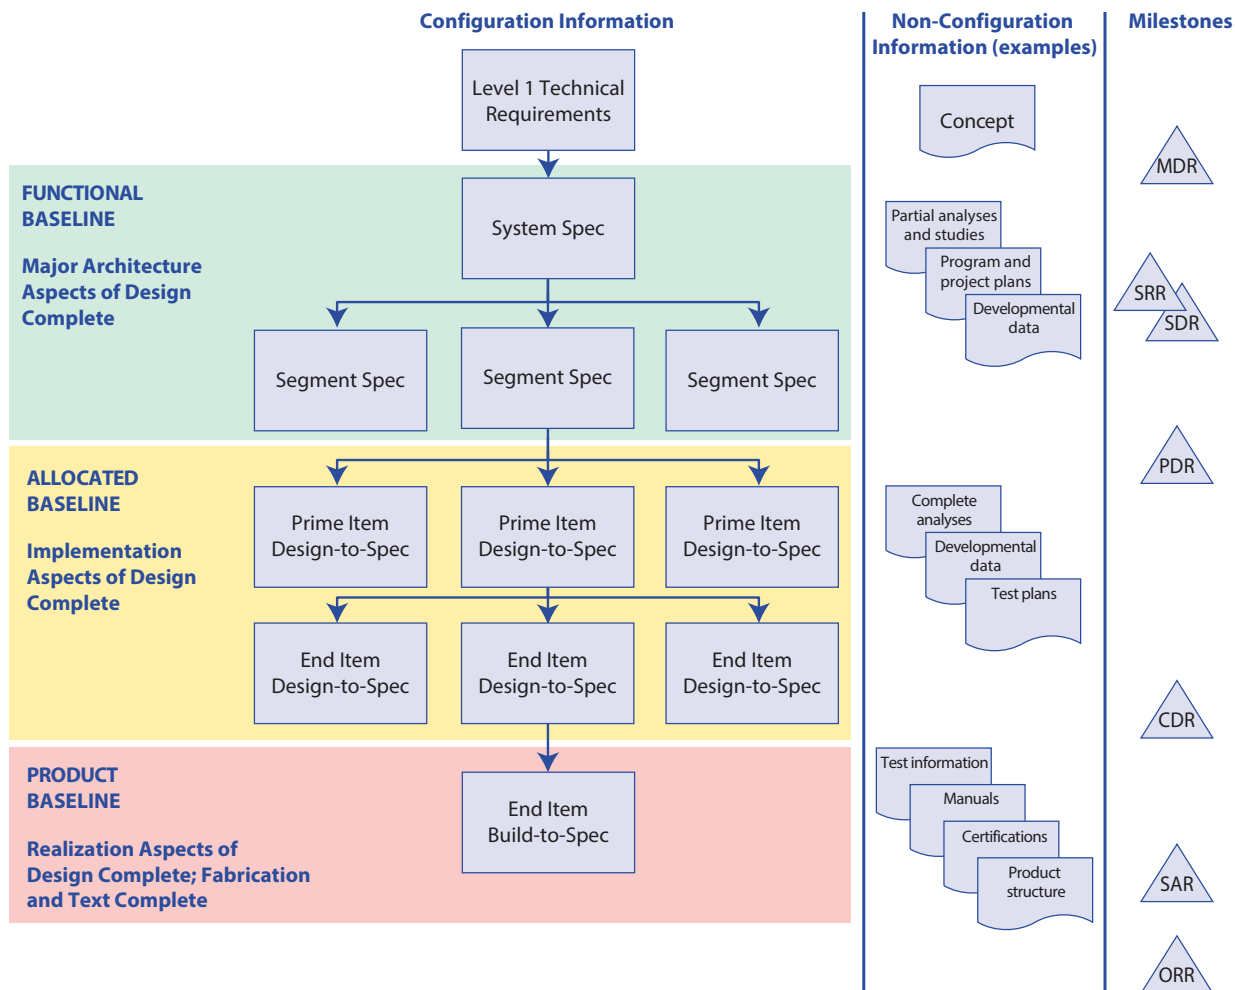 Configuration Information
Non-Configuration
Information (examples)
Milestones
Level 1 Technical
Requirements
Concept
MDR
FUNCTIONAL
BASELINE
Major Architecture
Aspects of Design
Complete
System Spec
Segment Spec
Segment Spec
Segment Spec
Partial analyses
and studies
Program and
project plans
Developmental
data
SRR
SDR
ALLOCATED
BASELINE
Implementation
Aspects of Design
Complete
Prime Item
Design-to-Spec
Prime Item
Design-to-Spec
Prime Item
Design-to-Spec
End Item
Design-to-Spec
End Item
Design-to-Spec
End Item
Design-to-Spec
Complete
analyses
Developmental
data
Test plans
PDR
CDR
PRODUCT
BASELINE
Realization Aspects of
Design Complete; Fabrication
and Text Complete
End Item
Build-to-Spec
Test information
Manuals
Certifications
Product
structure
SAR
ORR